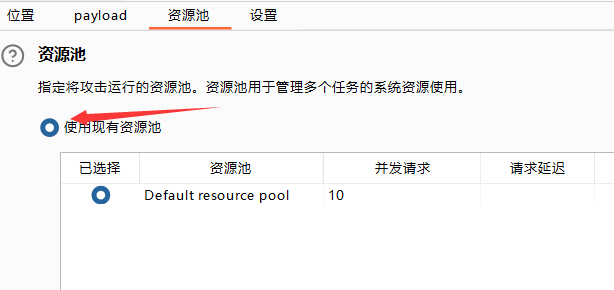 位置 payload 资源池 设置
资源池
指定将攻击运行的资源池。资源池用于管理多个任务的系统资源使用。
使用现有资源池
已选择 资源池 并发请求 请求延迟
Default resource pool 10